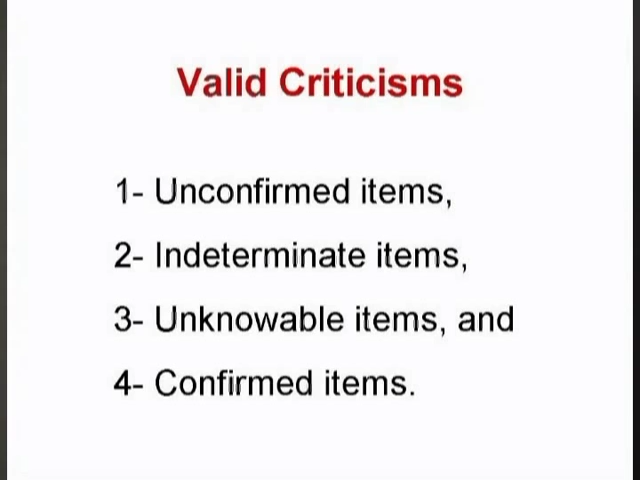 Valid Criticisms
1- Unconfirmed items,
2- Indeterminate items,
3- Unknowable items, and
4- Confirmed items.